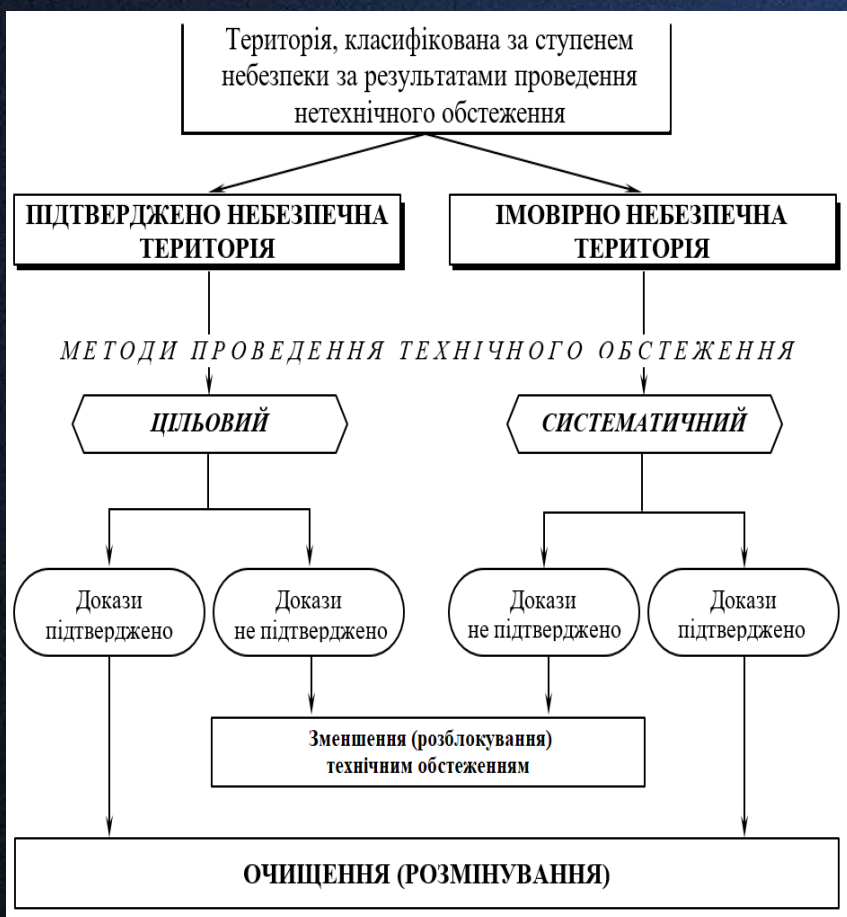 Територія, класифікована за ступенем
небезпеки за результатами проведення
нетехнічного обстеження
ПІДТВЕРДЖЕНО НЕБЕЗПЕЧНА
ТЕРИТОРІЯ
ІМОВІРНО НЕБЕЗПЕЧНА
ТЕРИТОРІЯ
МЕТОДИ ПРОВЕДЕННЯ ТЕХНІЧНОГО ОБСТЕЖЕННЯ
ЦІЛЬОВИЙ
СИСТЕМАТИЧНИЙ
Докази
підтверджено
Докази
не підтверджено
Докази
не підтверджено
Докази
підтверджено
Зменшення (розблокування)
технічним обстеженням
ОЧИЩЕННЯ (РОЗМІНУВАННЯ)